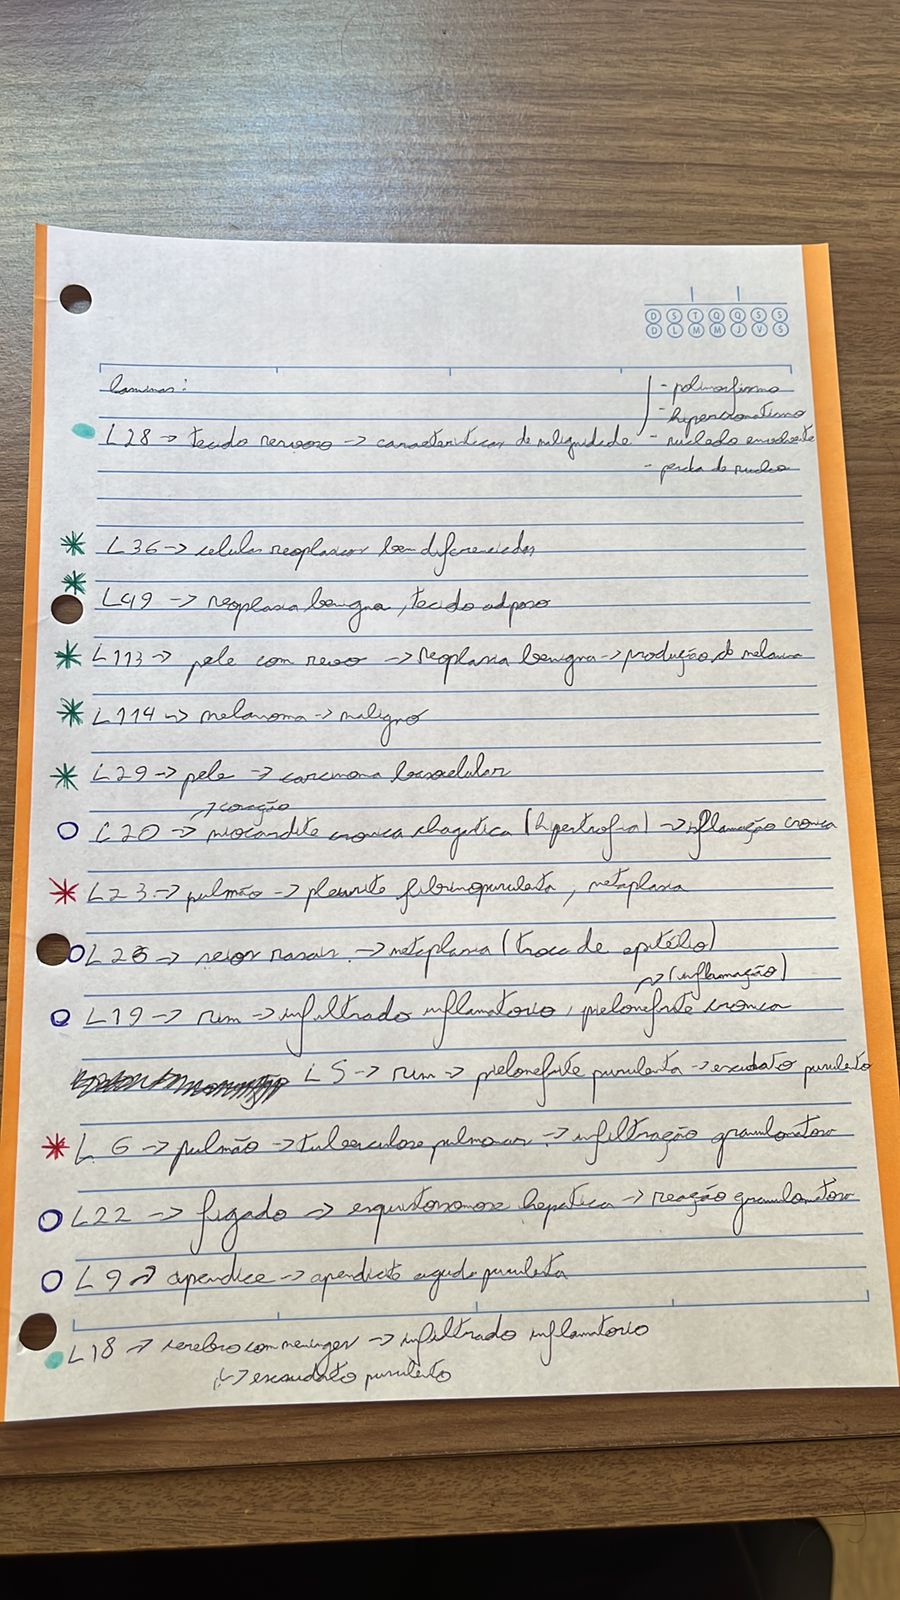 D S T Q Q S S
D L M M J V S
laminas:
- polimorfismo
- hipercromatismo
L28 -> tecido nervoso -> caracteristicas de malignidade - nucleolo
- perda de nucleo
L36 -> celulas neoplasicas bem diferenciadas
L49 -> neoplasia benigna, tecido adiposo
L113 -> pele com nevo -> neoplasia benigna -> produção de melanina
L114 -> melanoma -> maligno
L29 -> pele -> carcinoma basocelular
-> coração
L20 -> miocardite cronica chagatica (hipertrofia) -> inflamação cronica
L23 -> pulmão -> pleurite fibrinopurulenta, metaplasia
L26 -> seios nasais -> metaplasia (troca de epitélio)
-> (inflamação)
L19 -> rim -> infiltrado inflamatorio, pielonefrite cronica
L5 -> rim -> pielonefrite purulenta -> exsudato purulento
L 6 -> pulmão -> tuberculose pulmonar -> infiltração granulomatosa
L22 -> figado -> esquistossomose hepatica -> reação granulomatosa
L9 -> apendice -> apendicite aguda purulenta
L18 -> cerebro com meninges -> infiltrado inflamatorio
-> exsudato purulento